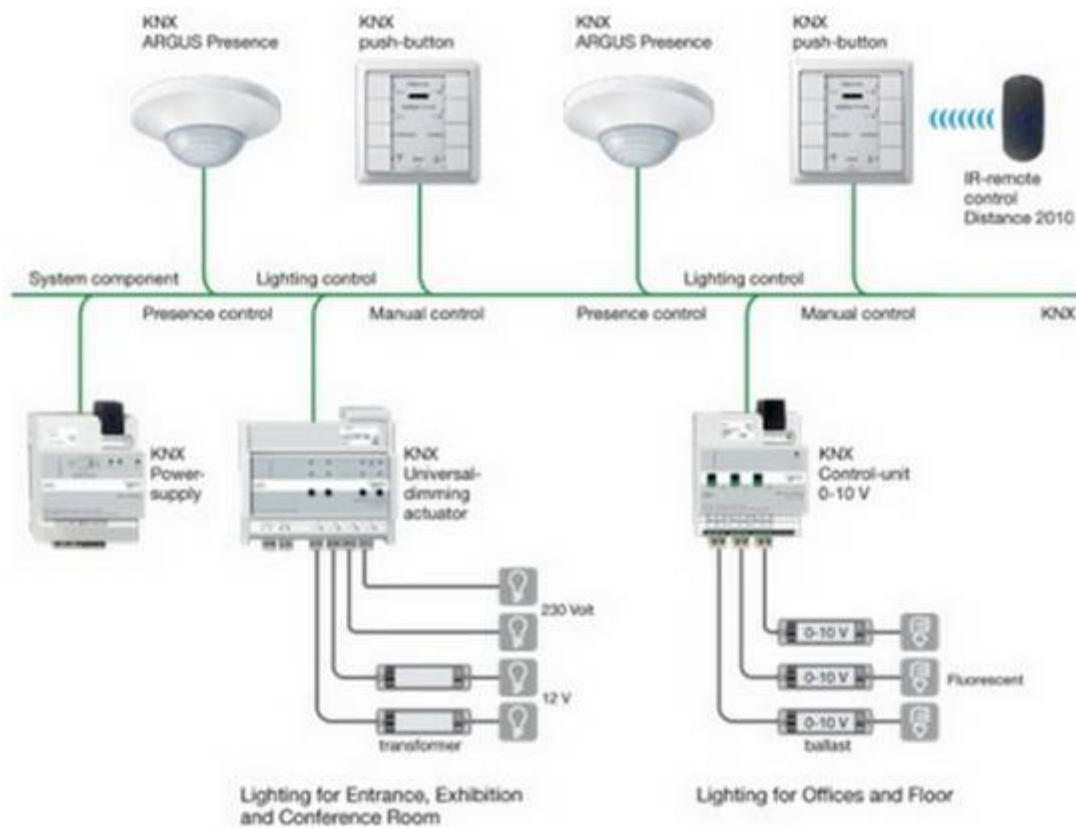 KNX
ARGUS Presence
KNX
push-button
KNX
ARGUS Presence
KNX
push-button
IR-remote
control
Distance 2010
System component
Lighting control
Lighting control
Presence control
Manual control
Presence control
Manual control
KNX
KNX
Power-
supply
KNX
Universal-
dimming
actuator
KNX
Control-unit
0-10 V
230 Volt
12 V
transformer
0-10 V
0-10 V
Fluorescent
0-10 V
ballast
Lighting for Entrance, Exhibition
and Conference Room
Lighting for Offices and Floor